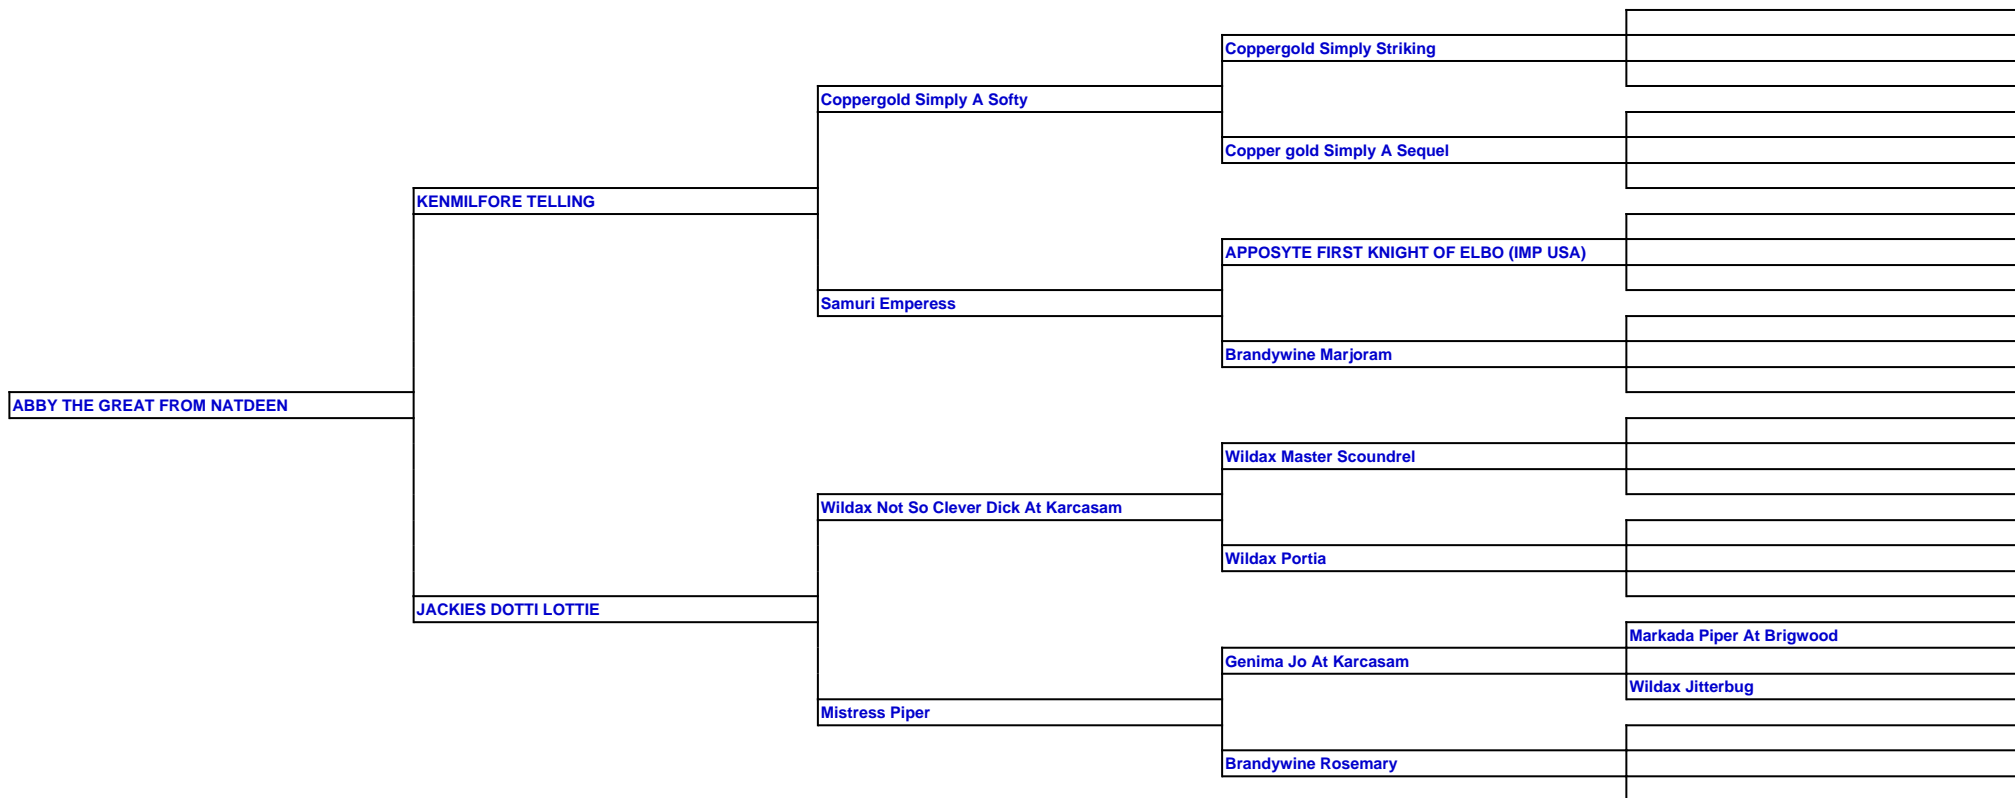 Coppergold Simply Striking
Coppergold Simply A Softy
Copper gold Simply A Sequel
KENMILFORE TELLING
APPOSYTE FIRST KNIGHT OF ELBO (IMP USA)
Samuri Emperess
Brandywine Marjoram
ABBY THE GREAT FROM NATDEEN
Wildax Master Scoundrel
Wildax Not So Clever Dick At Karcasam
Wildax Portia
JACKIES DOTTI LOTTIE
Markada Piper At Brigwood
Genima Jo At Karcasam
Wildax Jitterbug
Mistress Piper
Brandywine Rosemary